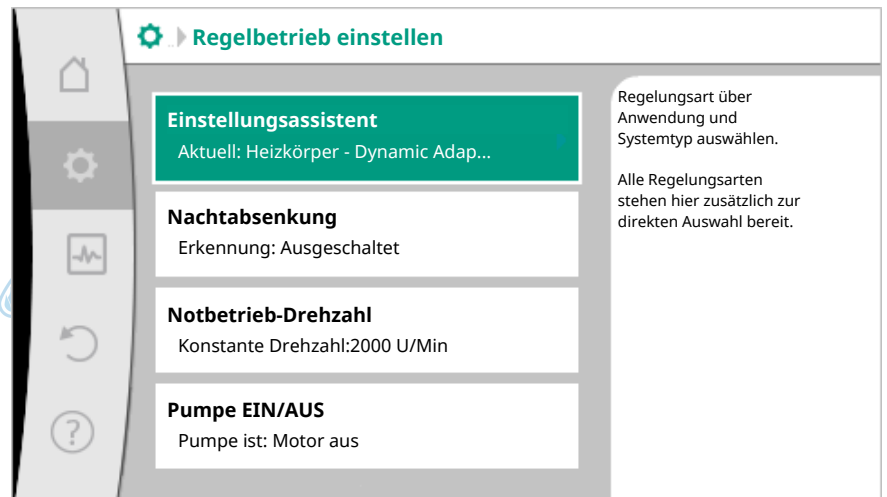 Regelbetrieb einstellen
Einstellungsassistent
Aktuell: Heizkörper - Dynamic Adap...
Nachtabsenkung
Erkennung: Ausgeschaltet
Notbetrieb-Drehzahl
Konstante Drehzahl:2000 U/Min
Pumpe EIN/AUS
Pumpe ist: Motor aus
Regelungsart über
Anwendung und
Systemtyp auswählen.
Alle Regelungsarten
stehen hier zusätzlich zur
direkten Auswahl bereit.